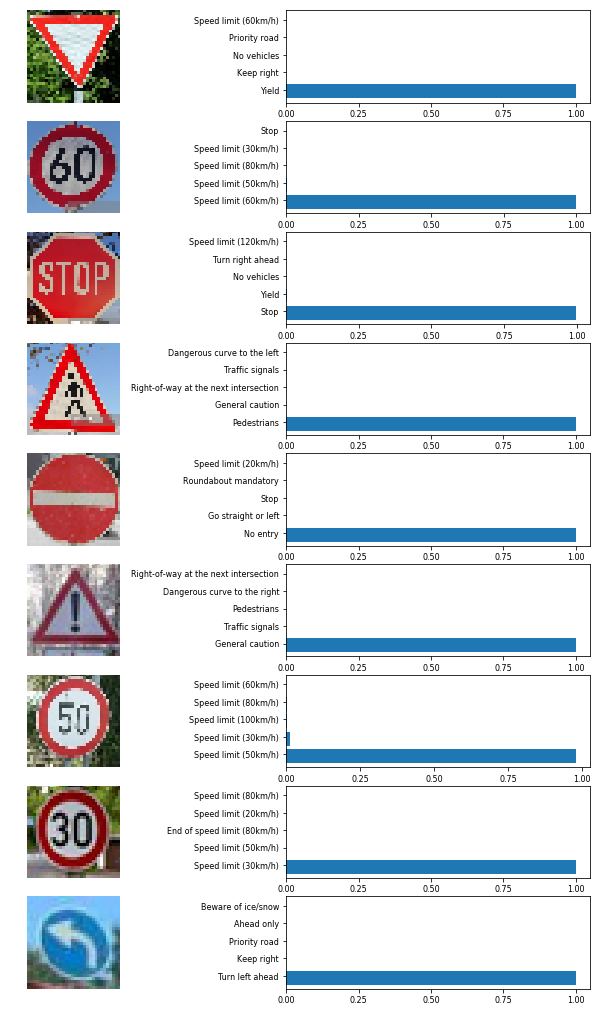 Speed limit (60km/h)
Priority road
No vehicles
Keep right
Yield
0.00 0.25 0.50 0.75 1.00
60
Stop
Speed limit (30km/h)
Speed limit (80km/h)
Speed limit (50km/h)
Speed limit (60km/h)
0.00 0.25 0.50 0.75 1.00
STOP
Speed limit (120km/h)
Turn right ahead
No vehicles
Yield
Stop
0.00 0.25 0.50 0.75 1.00
Dangerous curve to the left
Traffic signals
Right-of-way at the next intersection
General caution
Pedestrians
0.00 0.25 0.50 0.75 1.00
Speed limit (20km/h)
Roundabout mandatory
Stop
Go straight or left
No entry
0.00 0.25 0.50 0.75 1.00
!
Right-of-way at the next intersection
Dangerous curve to the right
Pedestrians
Traffic signals
General caution
0.00 0.25 0.50 0.75 1.00
50
Speed limit (60km/h)
Speed limit (80km/h)
Speed limit (100km/h)
Speed limit (30km/h)
Speed limit (50km/h)
0.00 0.25 0.50 0.75 1.00
30
Speed limit (80km/h)
Speed limit (20km/h)
End of speed limit (80km/h)
Speed limit (50km/h)
Speed limit (30km/h)
0.00 0.25 0.50 0.75 1.00
Beware of ice/snow
Ahead only
Priority road
Keep right
Turn left ahead
0.00 0.25 0.50 0.75 1.00